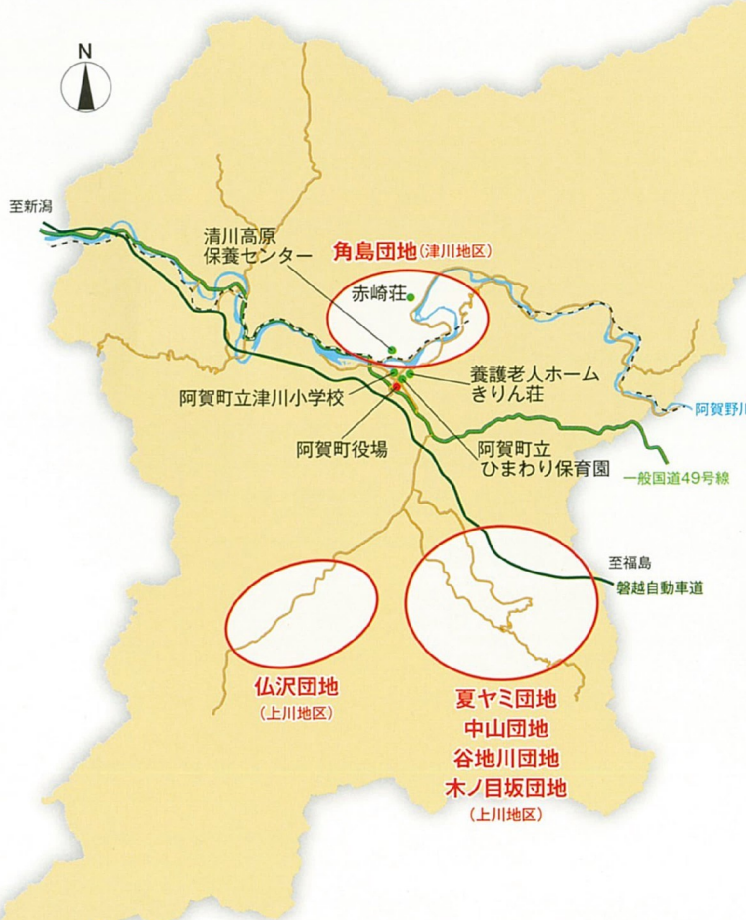 N
至新潟
清川高原
保養センター
角島団地(津川地区)
赤崎荘
阿賀町立津川小学校
養護老人ホーム
きりん荘
阿賀野川
阿賀町役場
阿賀町立
ひまわり保育園
一般国道49号線
至福島
磐越自動車道
仏沢団地
(上川地区)
夏ヤミ団地
中山団地
谷地川団地
木ノ目坂団地
(上川地区)